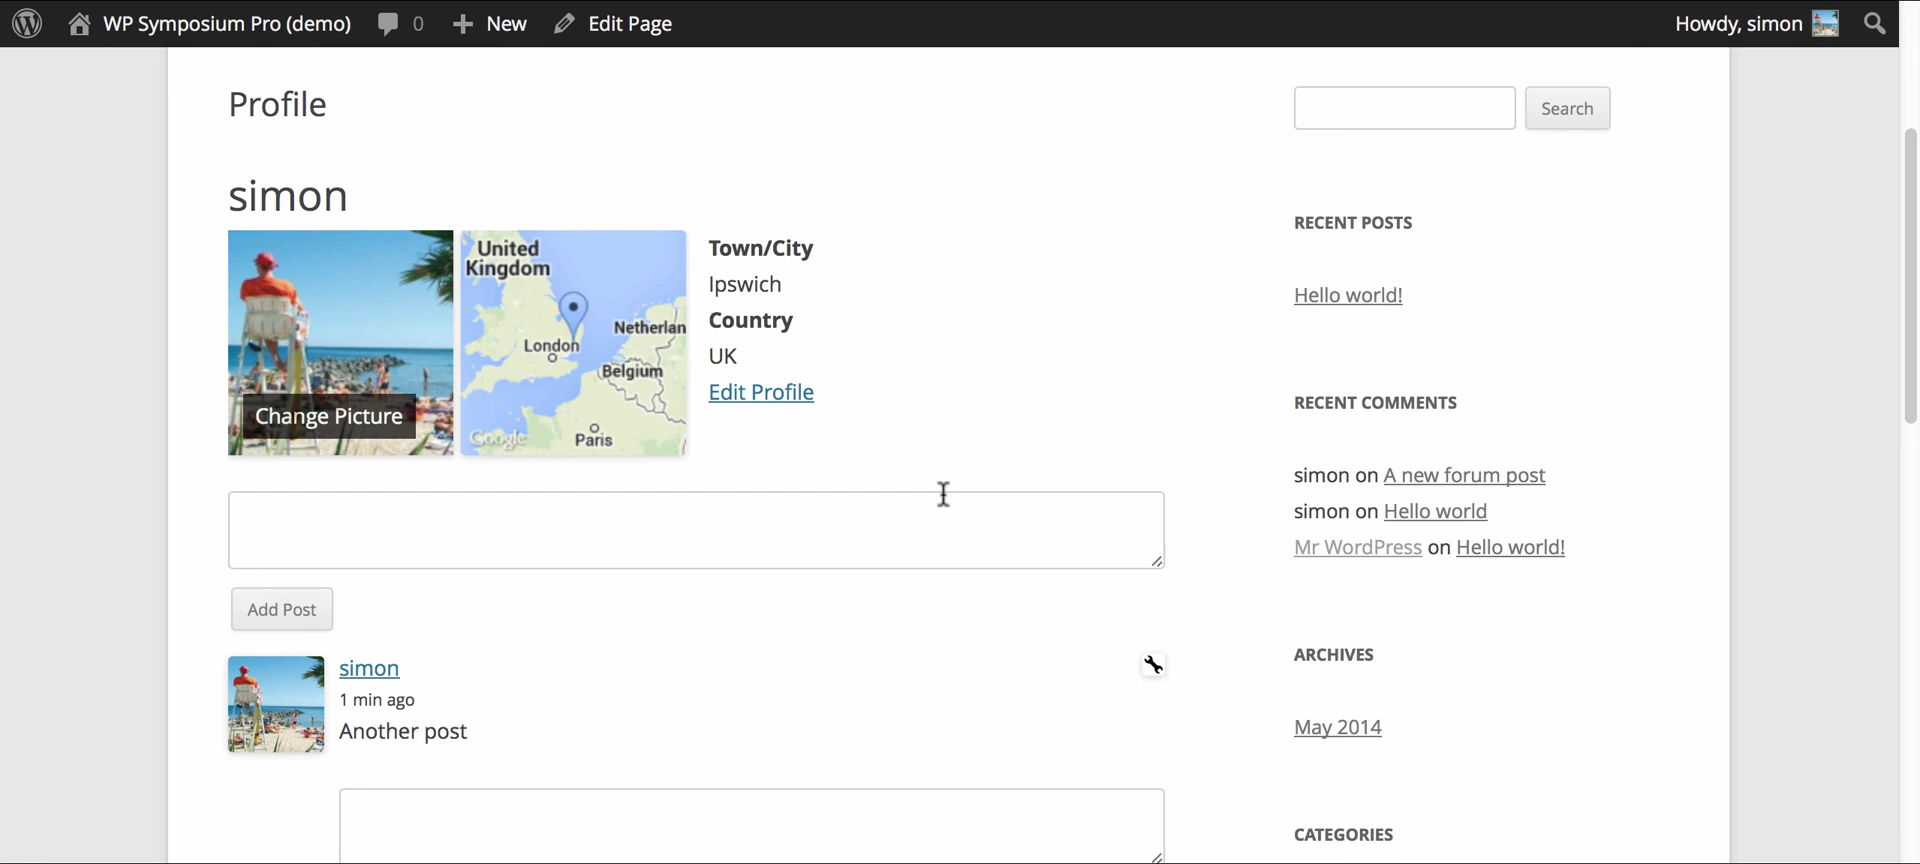 WP Symposium Pro (demo) 0 New Edit Page Howdy, simon
Profile
Search
simon
Change Picture
United
Kingdom
Netherlan
London
Belgium
Google
Paris
Town/City
Ipswich
Country
UK
Edit Profile
Add Post
simon
1 min ago
Another post
RECENT POSTS
Hello world!
RECENT COMMENTS
simon on A new forum post
simon on Hello world
Mr WordPress on Hello world!
ARCHIVES
May 2014
CATEGORIES